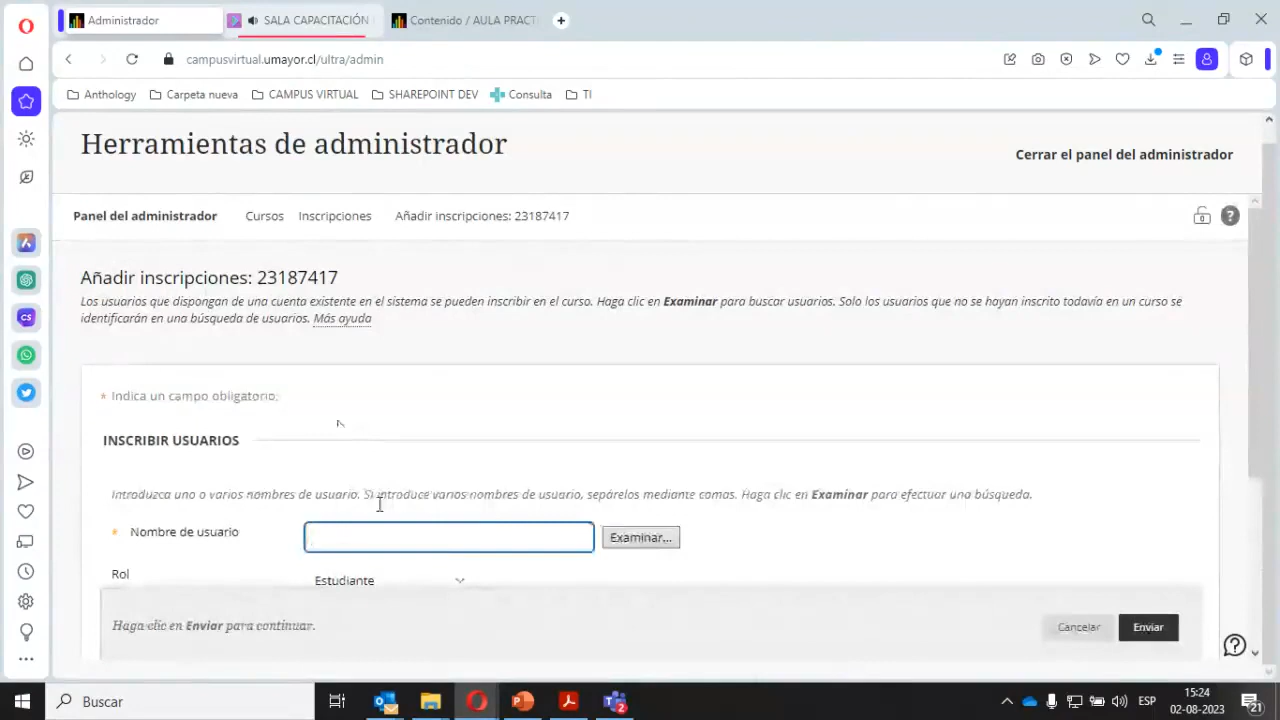 Administrador
SALA CAPACITACIÓN
Contenido / AULA PRACT
campusvirtual.umayor.cl/ultra/admin
Anthology
Carpeta nueva
CAMPUS VIRTUAL
SHAREPOINT DEV
Consulta
TI
Herramientas de administrador
Cerrar el panel del administrador
Panel del administrador
Cursos
Inscripciones
Añadir inscripciones: 23187417
Añadir inscripciones: 23187417
Los usuarios que dispongan de una cuenta existente en el sistema se pueden inscribir en el curso. Haga clic en Examinar para buscar usuarios. Solo los usuarios que no se hayan inscrito todavía en un curso se
identificarán en una búsqueda de usuarios. Más ayuda
* Indica un campo obligatorio.
INSCRIBIR USUARIOS
Introduzca uno o varios nombres de usuario. Si introduce varios nombres de usuario, sepárelos mediante comas. Haga clic en Examinar para efectuar una búsqueda.
* Nombre de usuario
Examinar...
Rol
Estudiante
Haga clic en Enviar para continuar.
Cancelar
Enviar
CS
Buscar
ESP
15:24
02-08-2023
21